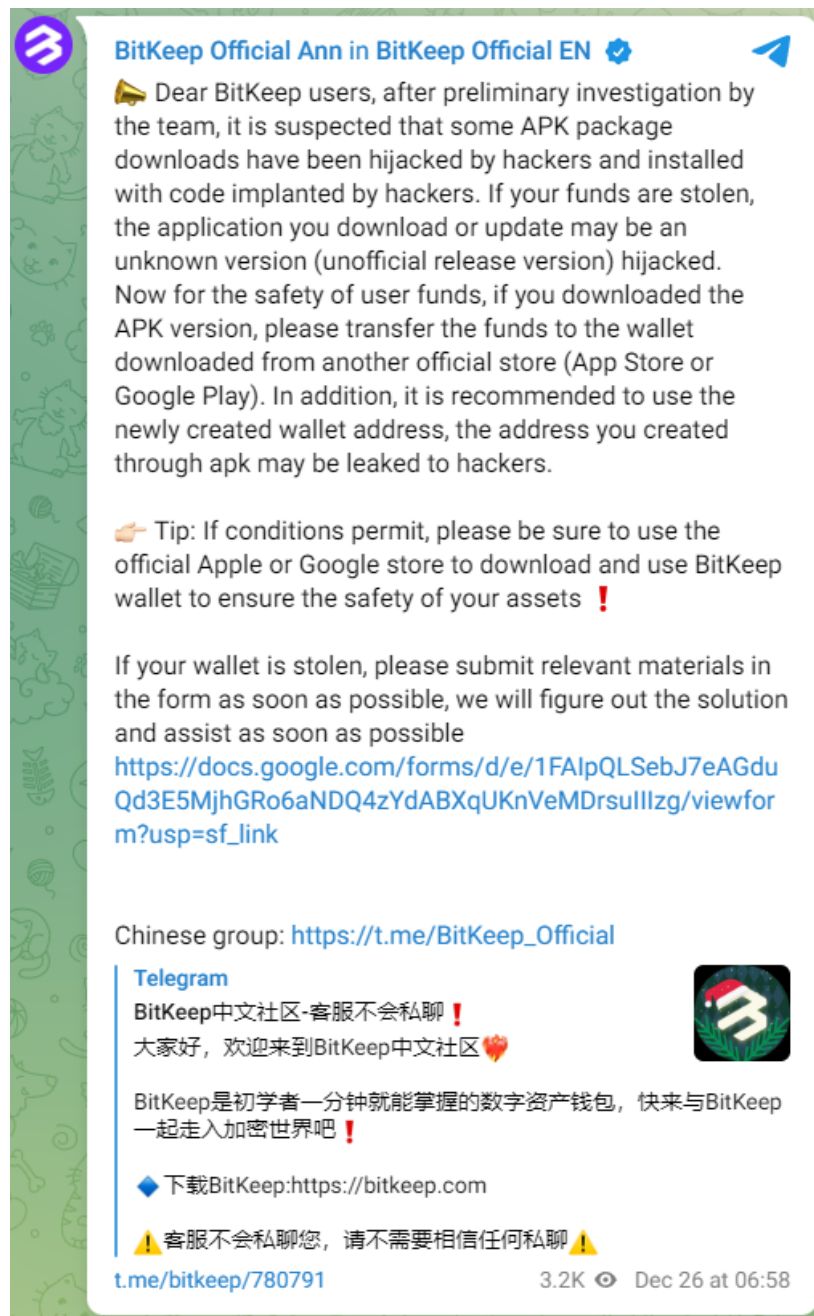 BitKeep Official Ann in BitKeep Official EN
📣 Dear BitKeep users, after preliminary investigation by
the team, it is suspected that some APK package
downloads have been hijacked by hackers and installed
with code implanted by hackers. If your funds are stolen,
the application you download or update may be an
unknown version (unofficial release version) hijacked.
Now for the safety of user funds, if you downloaded the
APK version, please transfer the funds to the wallet
downloaded from another official store (App Store or
Google Play). In addition, it is recommended to use the
newly created wallet address, the address you created
through apk may be leaked to hackers.
👉🏻 Tip: If conditions permit, please be sure to use the
official Apple or Google store to download and use BitKeep
wallet to ensure the safety of your assets ❗
If your wallet is stolen, please submit relevant materials in
the form as soon as possible, we will figure out the solution
and assist as soon as possible
https://docs.google.com/forms/d/e/1FAIpQLSebJ7eAGdu
Qd3E5MjhGRo6aNDQ4zYdABXqUKnVeMDrsuIIIzg/viewfor
m?usp=sf_link
Chinese group: https://t.me/BitKeep_Official
Telegram
BitKeep中文社区-客服不会私聊❗
大家好，欢迎来到BitKeep中文社区❤️‍🔥
BitKeep是初学者一分钟就能掌握的数字资产钱包，快来与BitKeep
一起走入加密世界吧❗
🔷下载BitKeep:https://bitkeep.com
⚠️客服不会私聊您，请不需要相信任何私聊⚠️
t.me/bitkeep/780791 3.2K Dec 26 at 06:58